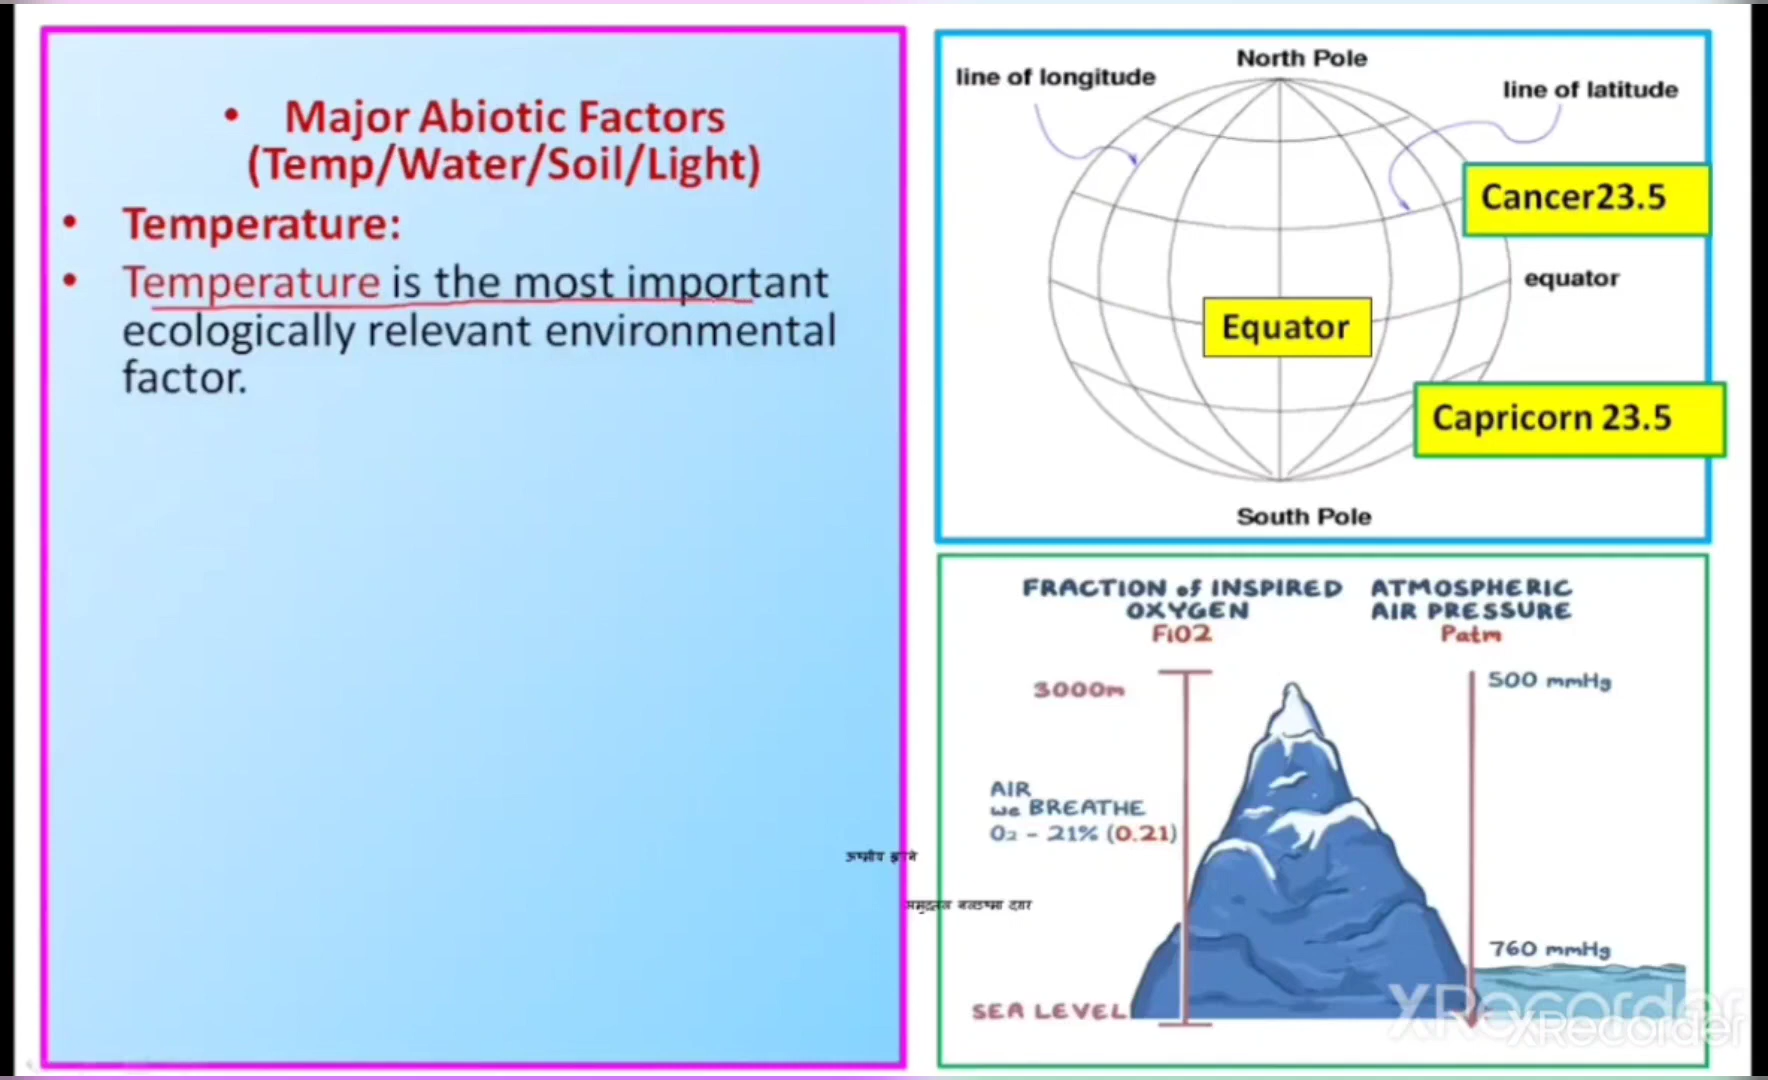 • Major Abiotic Factors
(Temp/Water/Soil/Light)
• Temperature:
• Temperature is the most important
ecologically relevant environmental
factor.
North Pole
line of longitude
line of latitude
Cancer23.5
equator
Equator
Capricorn 23.5
South Pole
FRACTION of INSPIRED
OXYGEN
FiO2
ATMOSPHERIC
AIR PRESSURE
Patm
3000m
500 mmHg
AIR
we BREATHE
O₂ - 21% (0.21)
760 mmHg
SEA LEVEL
XRecorder
XRecorder